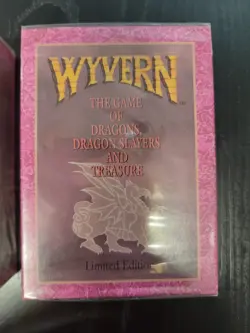 WYVERN
THE GAME
OF
DRAGONS,
DRAGON SLAYERS
AND
TREASURE
Limited Edition